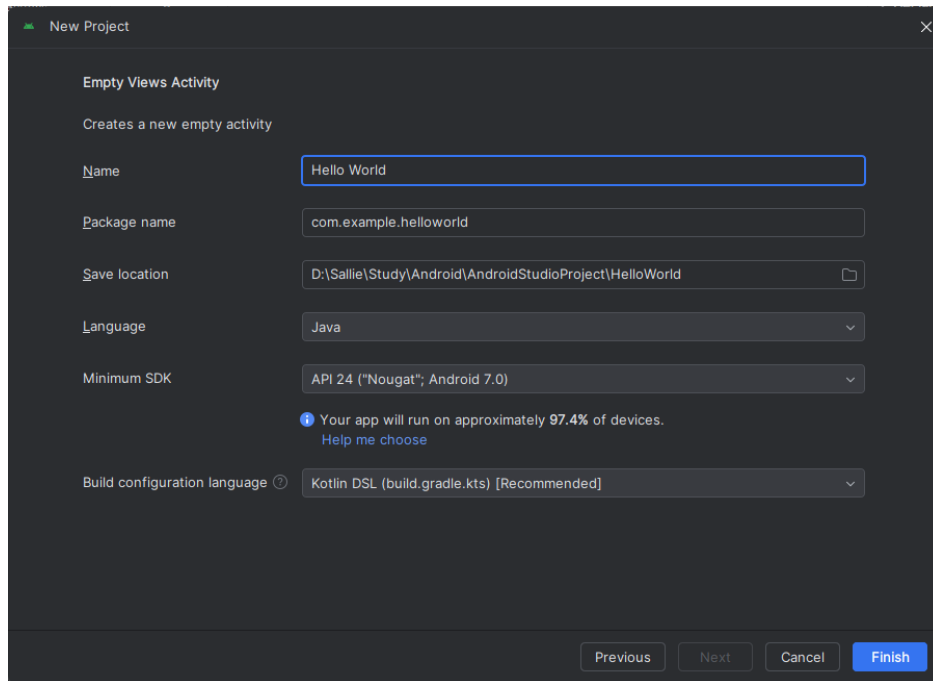 New Project
Empty Views Activity
Creates a new empty activity
Name
Hello World
Package name
com.example.helloworld
Save location
D:\Sallie\Study\Android\AndroidStudioProject\HelloWorld
Language
Java
Minimum SDK
API 24 ("Nougat"; Android 7.0)
Your app will run on approximately 97.4% of devices.
Help me choose
Build configuration language
Kotlin DSL (build.gradle.kts) [Recommended]
Previous
Next
Cancel
Finish